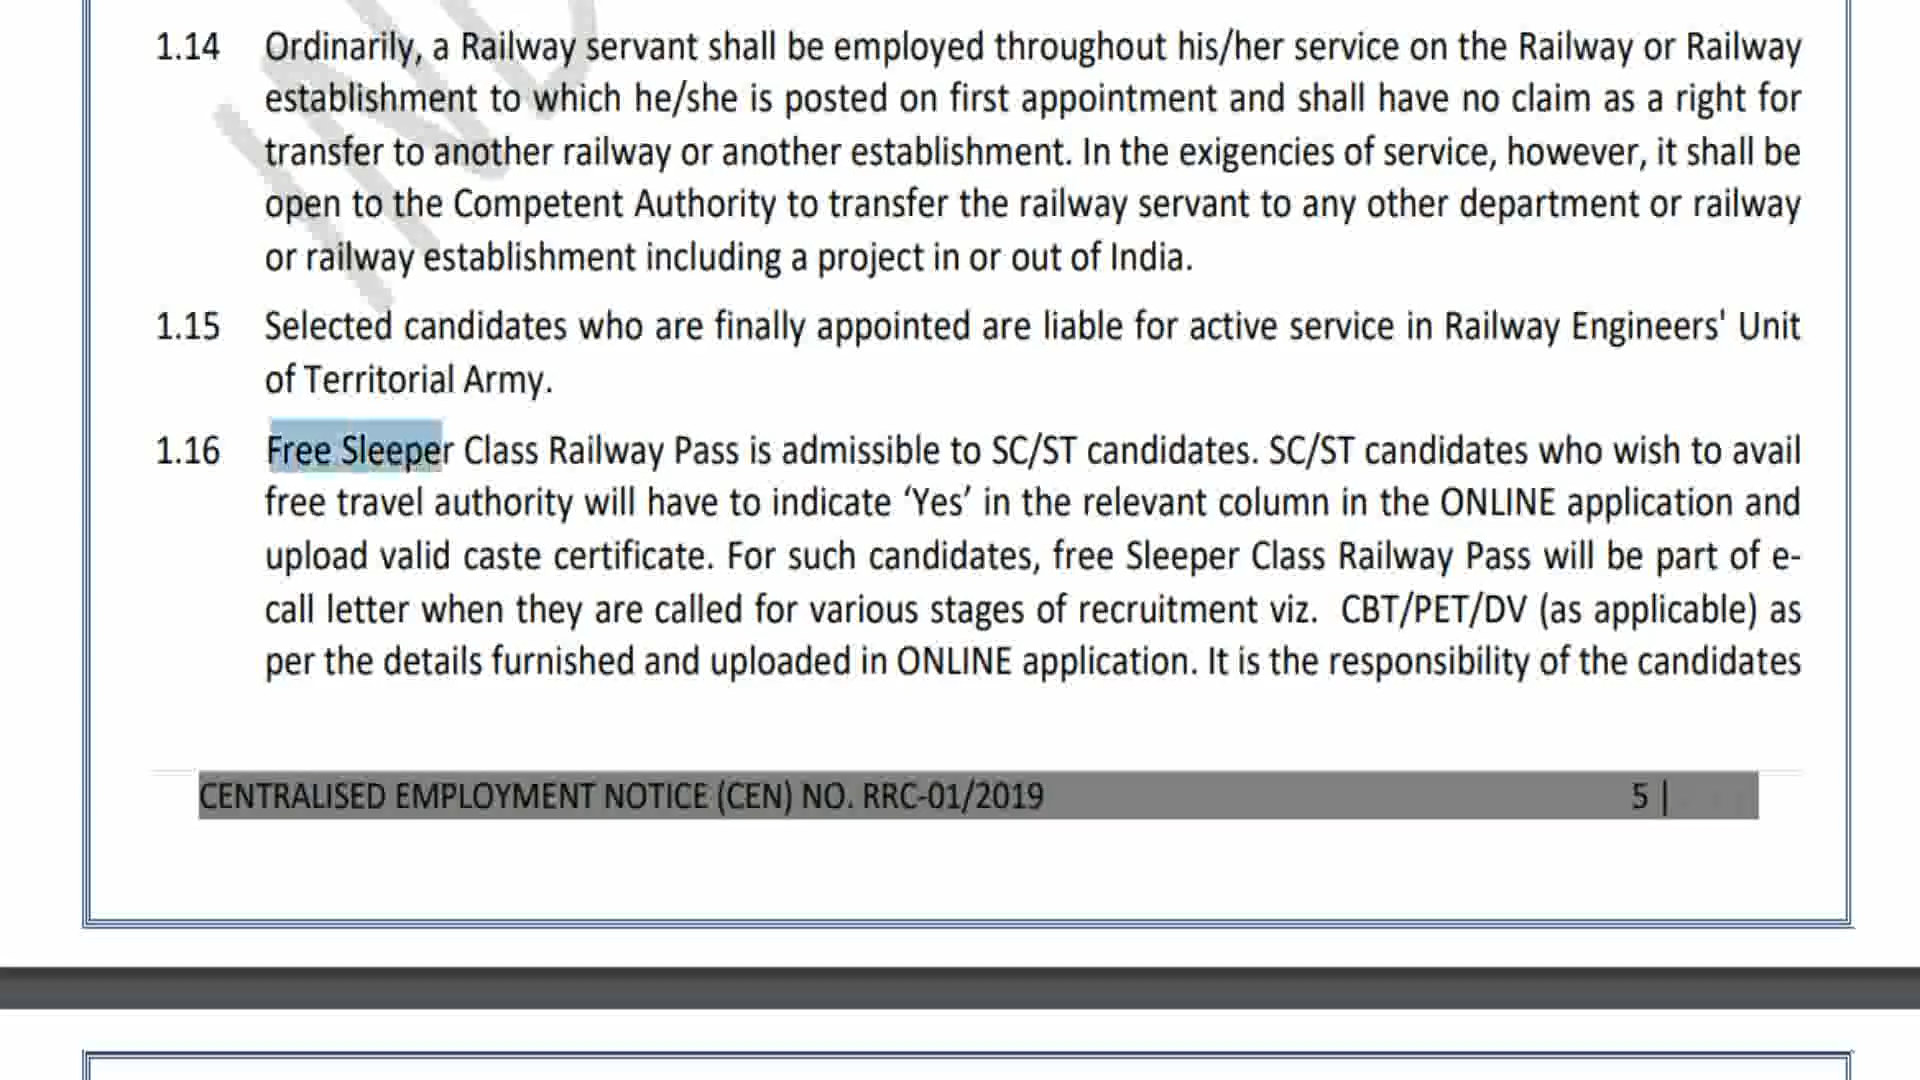 1.14 Ordinarily, a Railway servant shall be employed throughout his/her service on the Railway or Railway
establishment to which he/she is posted on first appointment and shall have no claim as a right for
transfer to another railway or another establishment. In the exigencies of service, however, it shall be
open to the Competent Authority to transfer the railway servant to any other department or railway
or railway establishment including a project in or out of India.
1.15 Selected candidates who are finally appointed are liable for active service in Railway Engineers' Unit
of Territorial Army.
1.16 Free Sleeper Class Railway Pass is admissible to SC/ST candidates. SC/ST candidates who wish to avail
free travel authority will have to indicate ‘Yes’ in the relevant column in the ONLINE application and
upload valid caste certificate. For such candidates, free Sleeper Class Railway Pass will be part of e-
call letter when they are called for various stages of recruitment viz. CBT/PET/DV (as applicable) as
per the details furnished and uploaded in ONLINE application. It is the responsibility of the candidates
CENTRALISED EMPLOYMENT NOTICE (CEN) NO. RRC-01/2019 5 |